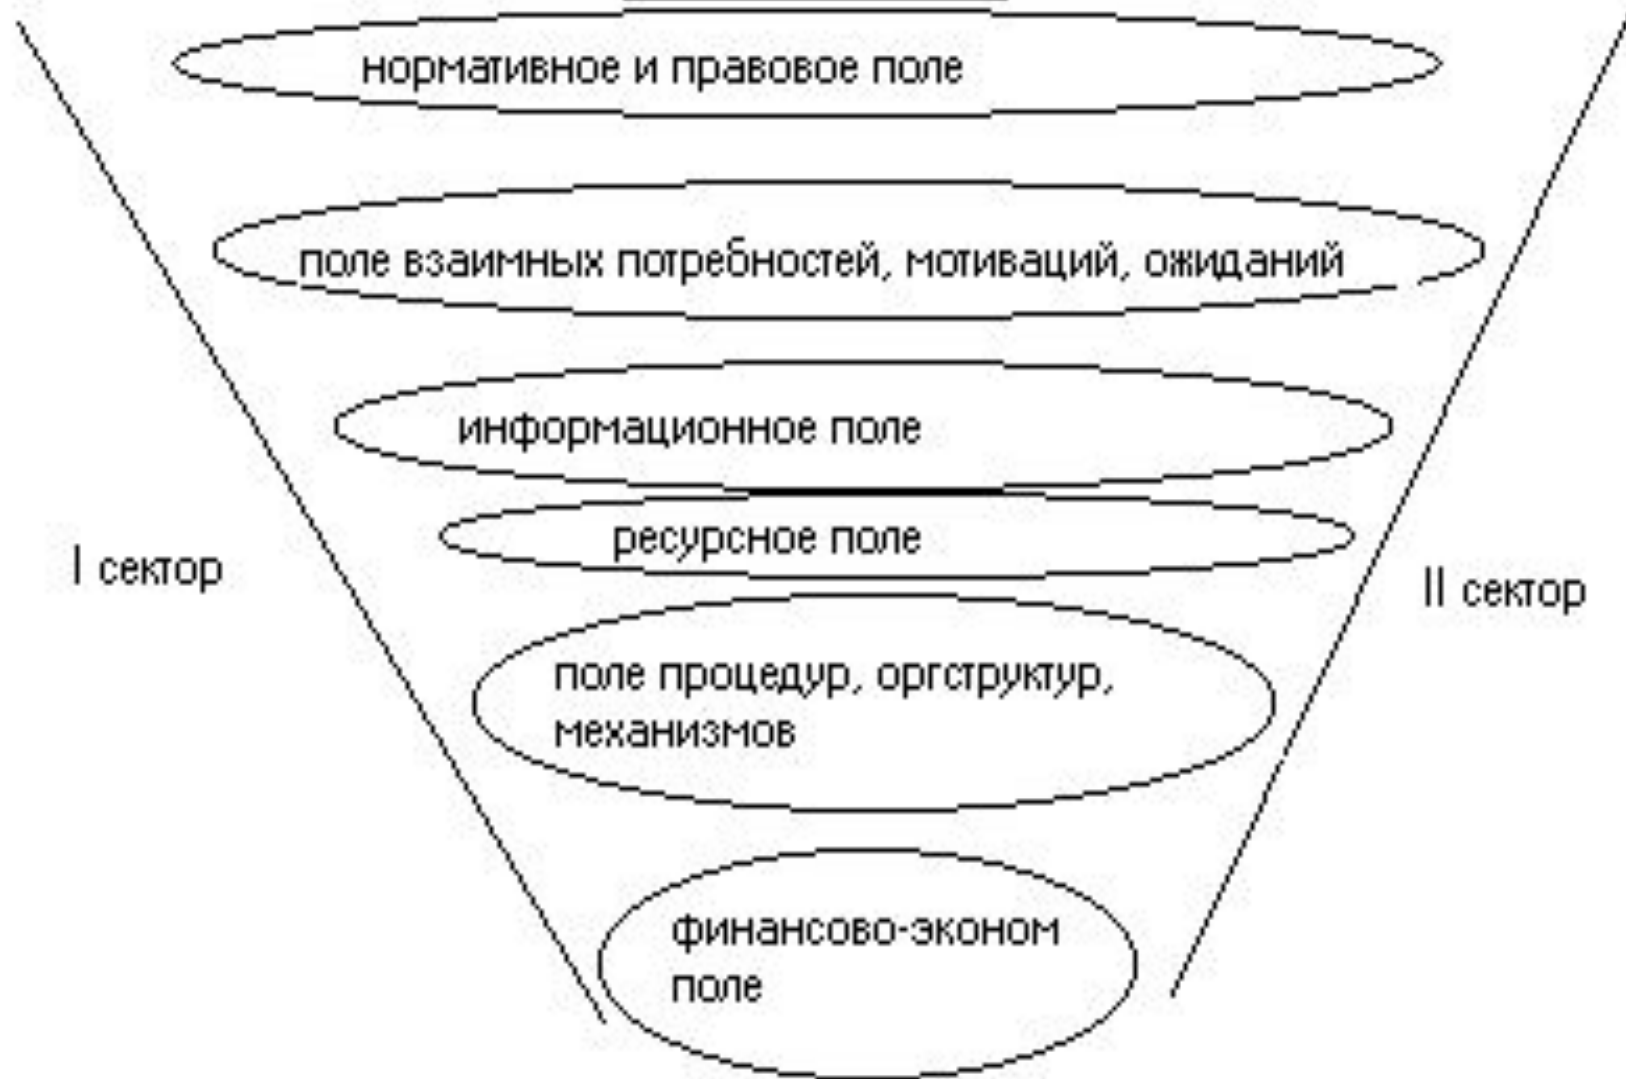 нормативное и правовое поле
поле взаимных потребностей, мотиваций, ожиданий
информационное поле
ресурсное поле
I сектор
II сектор
поле процедур, оргструктур,
механизмов
финансово-эконом
поле